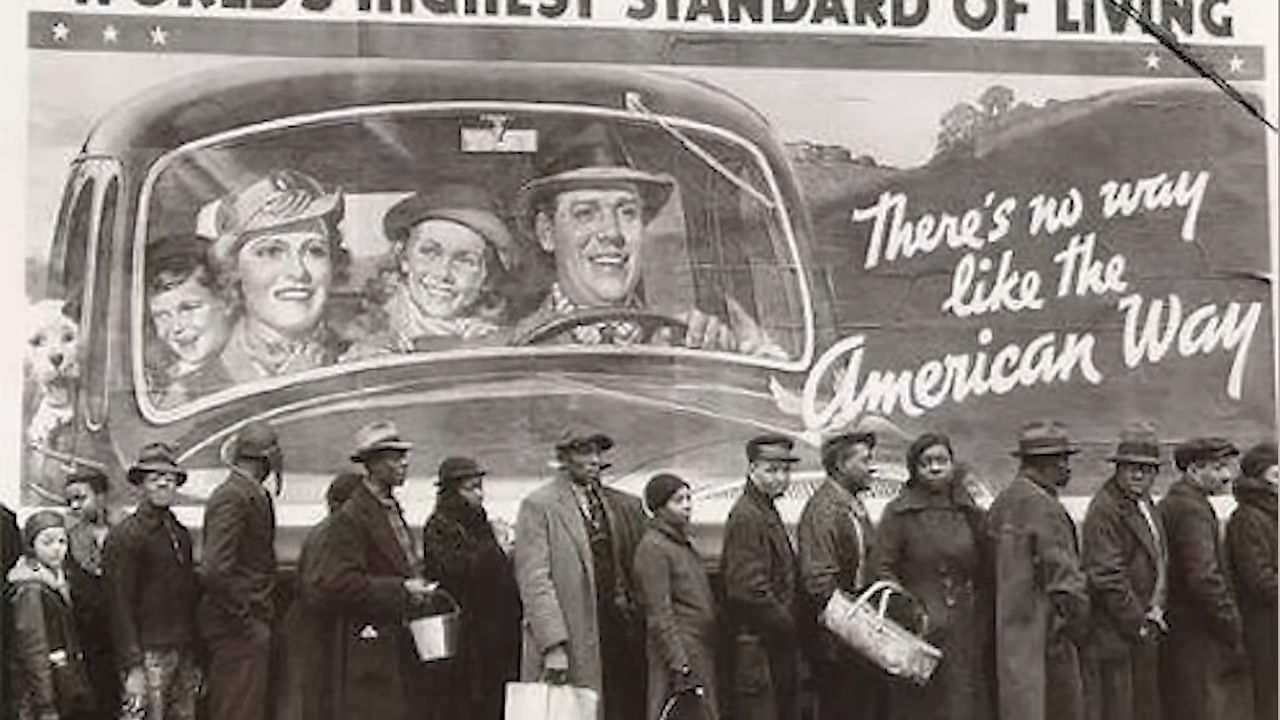 WORLD'S HIGHEST STANDARD OF LIVING
There's no way
like the
American Way